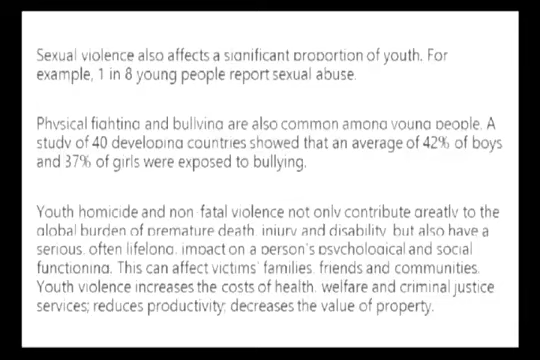 Sexual violence also affects a significant proportion of youth. For
example, 1 in 8 young people report sexual abuse.
Physical fighting and bullying are also common among young people. A
study of 40 developing countries showed that an average of 42% of boys
and 37% of girls were exposed to bullying.
Youth homicide and non-fatal violence not only contribute greatly to the
global burden of premature death, injury and disability, but also have a
serious, often lifelong, impact on a person's psychological and social
functioning. This can affect victims' families, friends and communities.
Youth violence increases the costs of health, welfare and criminal justice
services; reduces productivity; decreases the value of property.